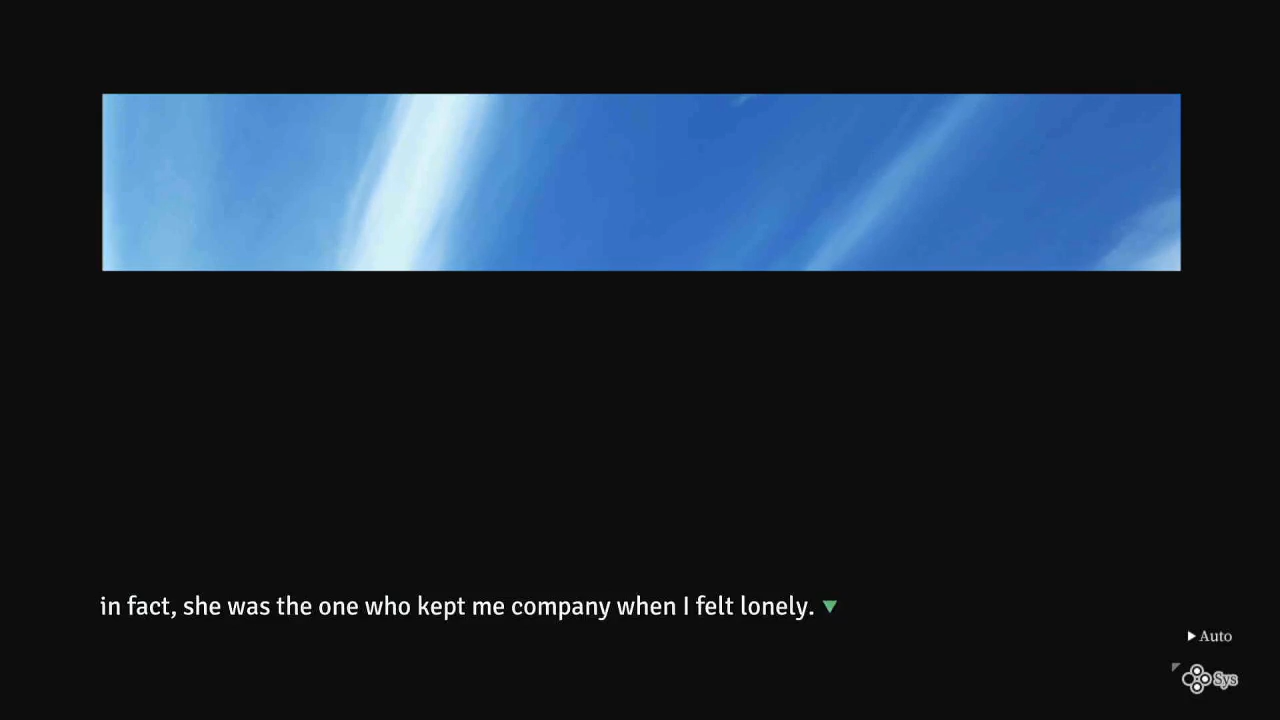 in fact, she was the one who kept me company when I felt lonely.
Auto
Sys